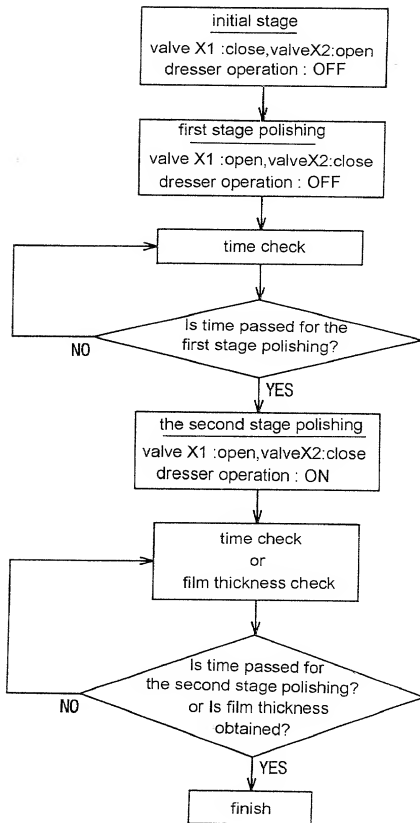 initial stage
valve X1 :close,valveX2:open
dresser operation : OFF
first stage polishing
valve X1 :open,valveX2:close
dresser operation : OFF
time check
Is time passed for the
first stage polishing?
NO
YES
the second stage polishing
valve X1 :open,valveX2:close
dresser operation : ON
time check
or
film thickness check
Is time passed for
the second stage polishing?
or Is film thickness
obtained?
NO
YES
finish